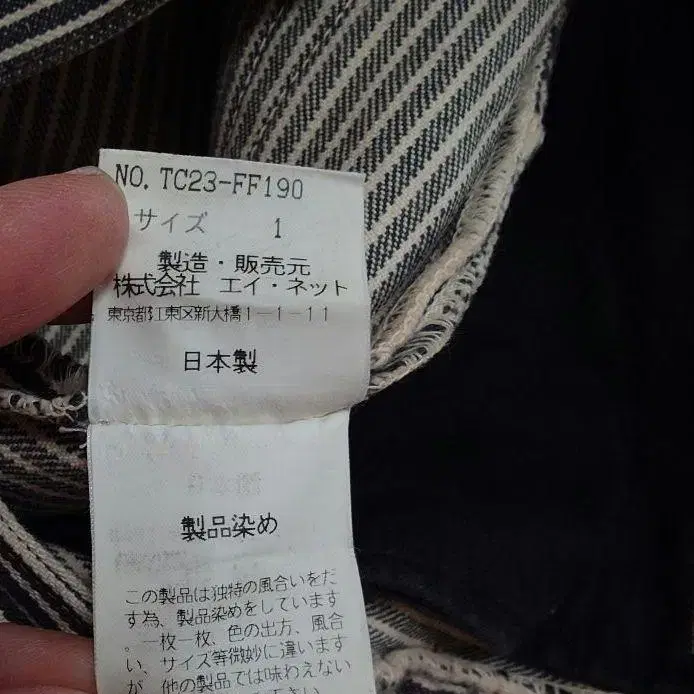 NO. TC23-FF190
サイズ 1
製造・販売元
株式会社 エイ・ネット
東京都江東区新大橋1-1-11
日本製
製品染め
この製品は独特の風合いをだ
す為、製品染めをしています
。一枚一枚、色の出方、風合
い、サイズ等微妙に違います
が、他の製品では味わえない
下さい